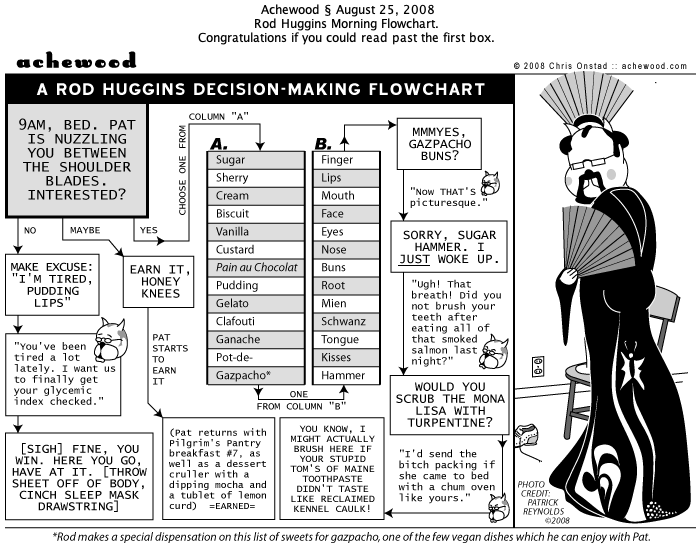 Achewood § August 25, 2008
Rod Huggins Morning Flowchart.
Congratulations if you could read past the first box.
achewood
© 2008 Chris Onstad :: achewood.com
A ROD HUGGINS DECISION-MAKING FLOWCHART
9AM, BED. PAT
IS NUZZLING
YOU BETWEEN
THE SHOULDER
BLADES.
INTERESTED?
NO
MAYBE
YES
CHOOSE ONE FROM
COLUMN "A"
A.
Sugar
Sherry
Cream
Biscuit
Vanilla
Custard
Pain au Chocolat
Pudding
Gelato
Clafouti
Ganache
Pot-de-
Gazpacho*
ONE
FROM COLUMN "B"
B.
Finger
Lips
Mouth
Face
Eyes
Nose
Buns
Root
Mien
Schwanz
Tongue
Kisses
Hammer
MMMYES,
GAZPACHO
BUNS?
"Now THAT'S
picturesque."
SORRY, SUGAR
HAMMER. I
JUST WOKE UP.
"Ugh! That
breath! Did you
not brush your
teeth after
eating all of
that smoked
salmon last
night?"
WOULD YOU
SCRUB THE MONA
LISA WITH
TURPENTINE?
"I'd send the
bitch packing if
she came to bed
with a chum oven
like yours."
YOU KNOW, I
MIGHT ACTUALLY
BRUSH HERE IF
YOUR STUPID
TOM'S OF MAINE
TOOTHPASTE
DIDN'T TASTE
LIKE RECLAIMED
KENNEL CAULK!
MAKE EXCUSE:
"I'M TIRED,
PUDDING
LIPS"
"You've been
tired a lot
lately. I want us
to finally get
your glycemic
index checked."
[SIGH] FINE, YOU
WIN. HERE YOU GO,
HAVE AT IT. [THROW
SHEET OFF OF BODY,
CINCH SLEEP MASK
DRAWSTRING]
EARN IT,
HONEY
KNEES
PAT
STARTS
TO
EARN
IT
(Pat returns with
Pilgrim's Pantry
breakfast #7, as
well as a dessert
cruller with a
dipping mocha and
a tablet of lemon
curd) =EARNED=
PHOTO
CREDIT:
PATRICK
REYNOLDS
©2008
*Rod makes a special dispensation on this list of sweets for gazpacho, one of the few vegan dishes which he can enjoy with Pat.